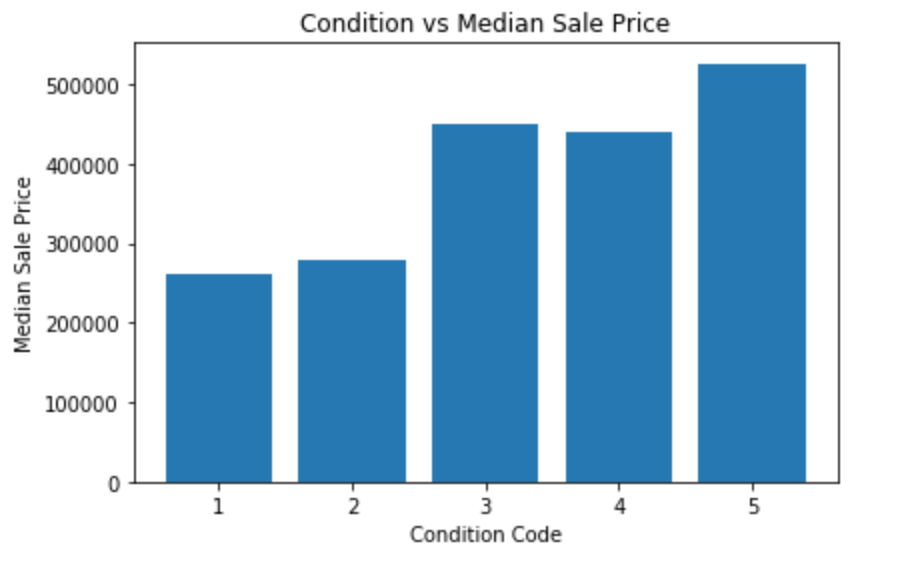 Condition vs Median Sale Price
Median Sale Price
500000
400000
300000
200000
100000
0
1 2 3 4 5
Condition Code